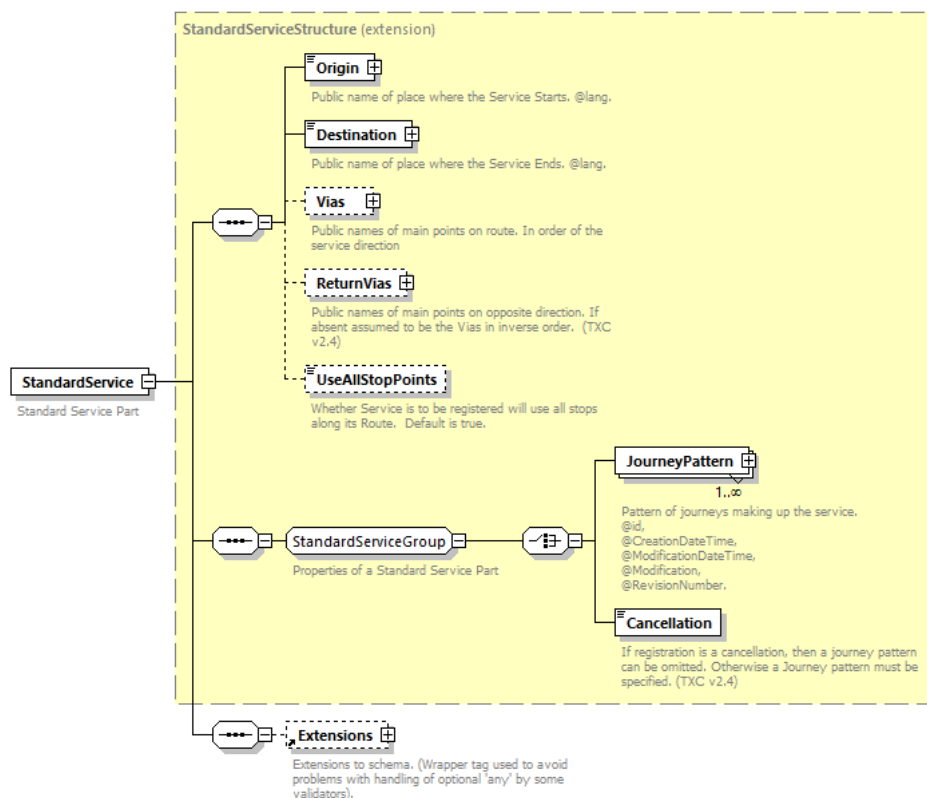 StandardServiceStructure (extension)
Origin
Public name of place where the Service Starts. @lang.
Destination
Public name of place where the Service Ends. @lang.
Vias
Public names of main points on route. In order of the
service direction
ReturnVias
Public names of main points on opposite direction. If
absent assumed to be the Vias in inverse order.  (TXC
v2.4)
StandardService
Standard Service Part
UseAllStopPoints
Whether Service is to be registered will use all stops
along its Route.  Default is true.
JourneyPattern
1..∞
Pattern of journeys making up the service.
@id,
@CreationDateTime,
@ModificationDateTime,
@Modification,
@RevisionNumber.
StandardServiceGroup
Properties of a Standard Service Part
Cancellation
If registration is a cancellation, then a journey pattern
can be omitted. Otherwise a Journey pattern must be
specified. (TXC v2.4)
Extensions
Extensions to schema. (Wrapper tag used to avoid
problems with handling of optional 'any' by some
validators).